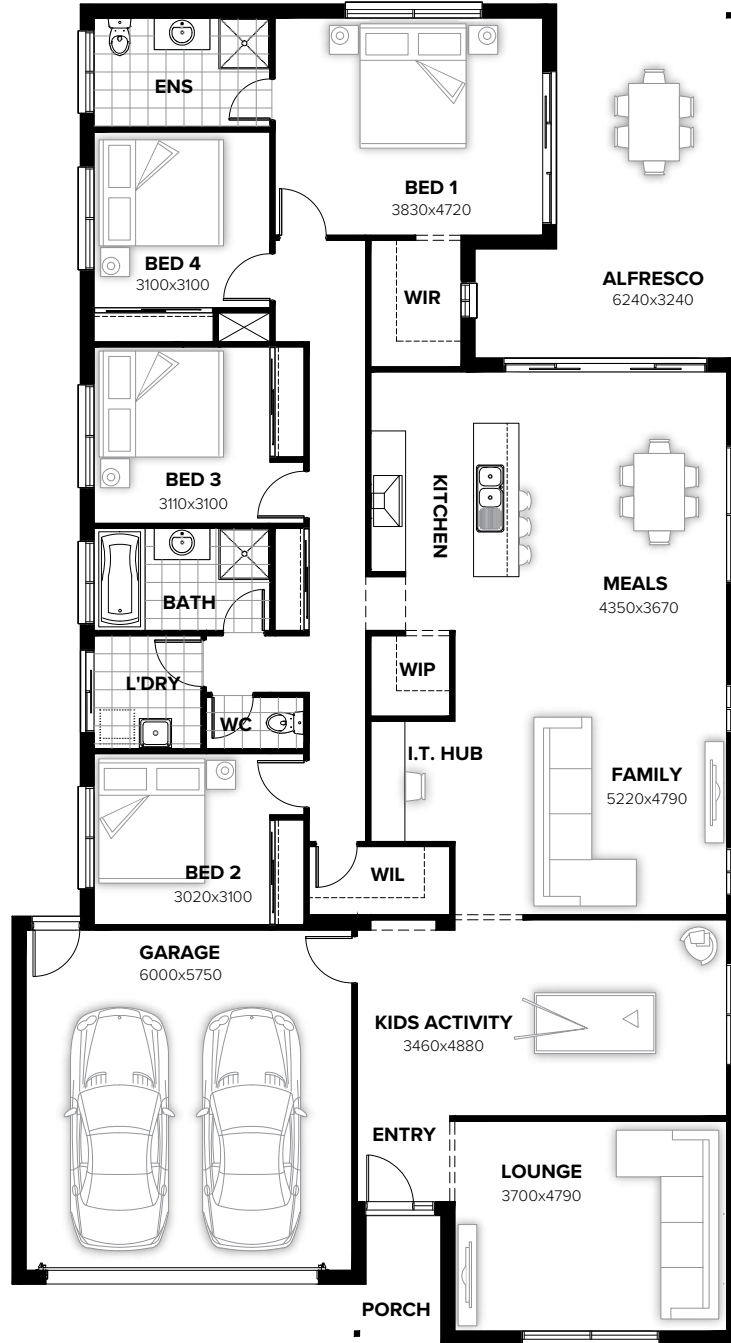 ENS
BED 1
3830x4720
BED 4
3100x3100
WIR
ALFRESCO
6240x3240
BED 3
3110x3100
KITCHEN
BATH
MEALS
4350x3670
L'DRY
WIP
WC
I.T. HUB
FAMILY
5220x4790
BED 2
3020x3100
WIL
GARAGE
6000x5750
KIDS ACTIVITY
3460x4880
ENTRY
LOUNGE
3700x4790
PORCH